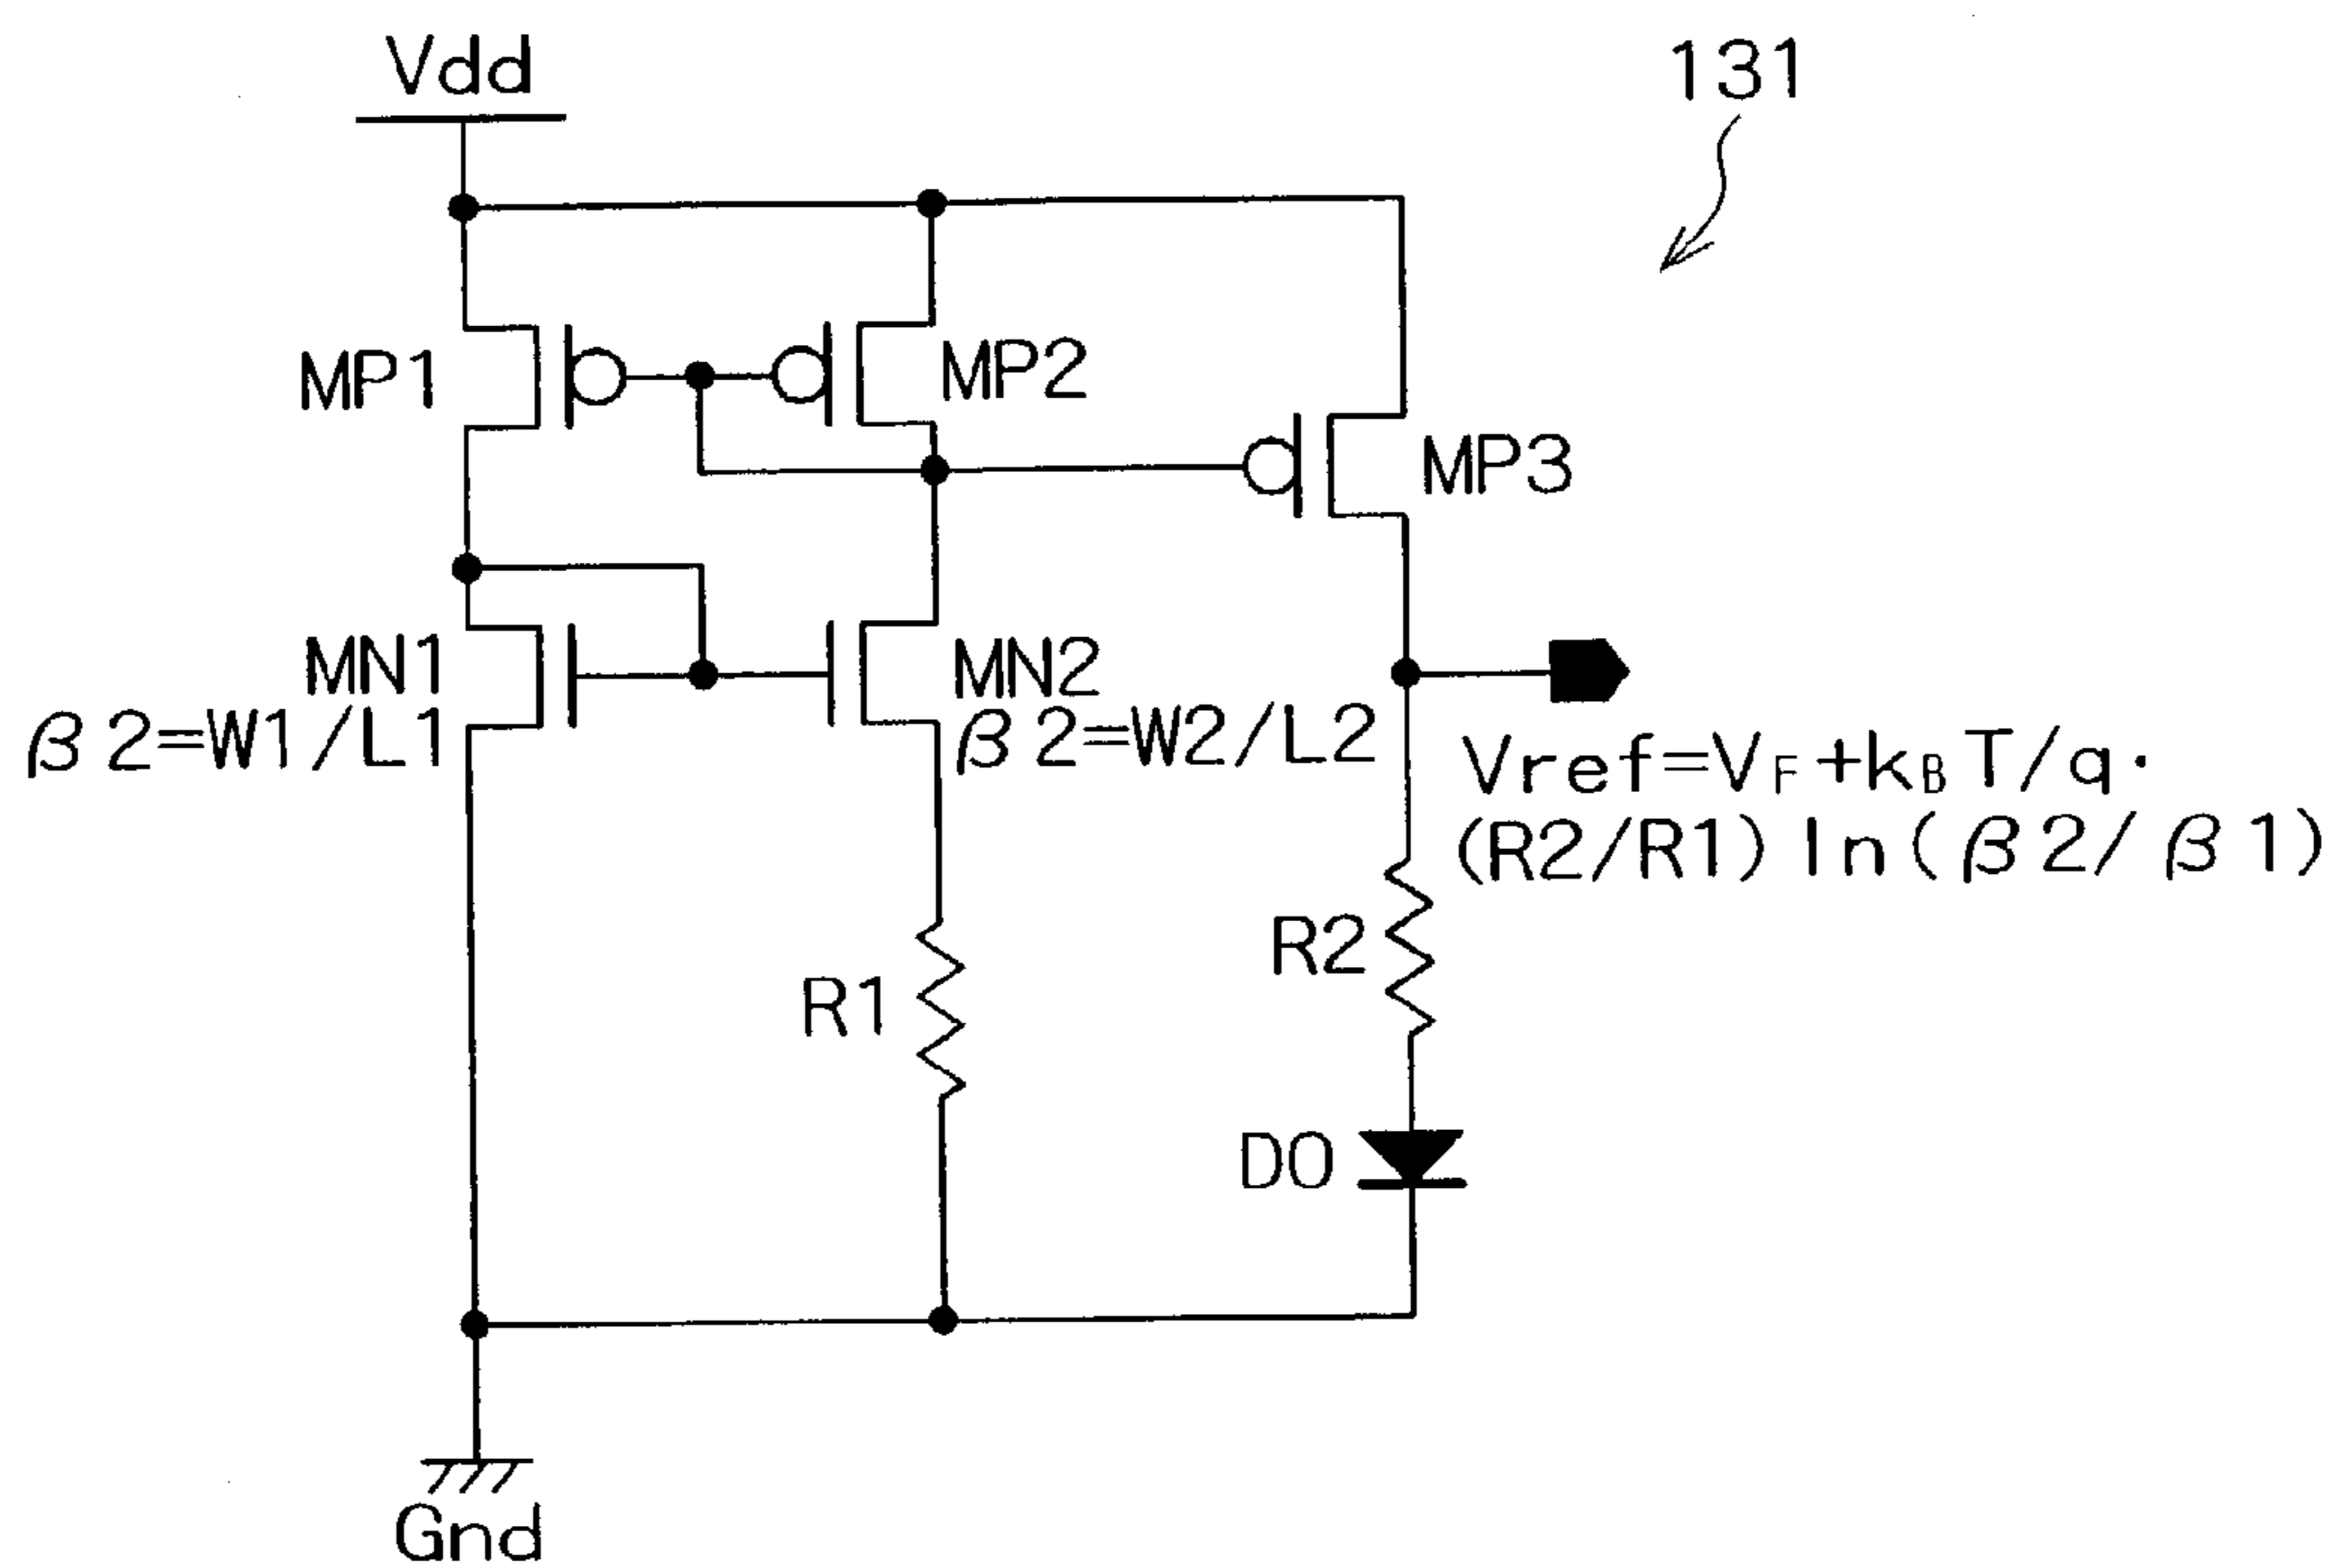 Vdd
131
MP1
MP2
MP3
MN1
β2=W1/L1
MN2
β2=W2/L2
Vref=VF+kBT/q·
(R2/R1)ln(β2/β1)
R2
R1
D0
Gnd